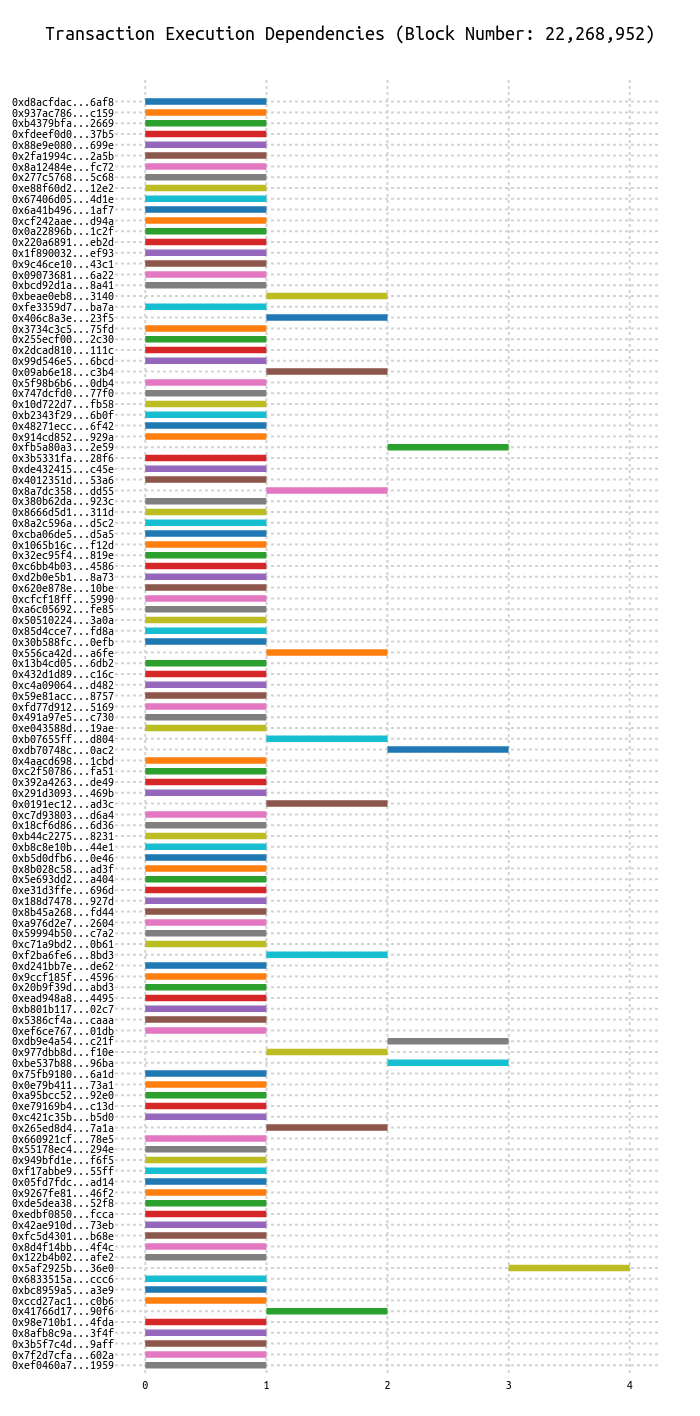 Transaction Execution Dependencies (Block Number: 22,268,952)
0xd8acfdac...6af8
0x937ac786...c159
0xb4379bfa...2669
0xfdeef0d0...37b5
0x88e9e080...699e
0x2fa1994c...2a5b
0x8a12484e...fc72
0x277c5768...5c68
0xe88f60d2...12e2
0x67406d05...4d1e
0x6a41b496...1af7
0xcf242aae...d94a
0x0a22896b...1c2f
0x220a6891...eb2d
0x1f890032...ef93
0x9c46ce10...43c1
0x09073681...6a22
0xbcd92d1a...8a41
0xbeae0eb8...3140
0xfe3359d7...ba7a
0x406c8a3e...23f5
0x3734c3c5...75fd
0x255ecf00...2c30
0x2dcad810...111c
0x99d546e5...6bcd
0x09ab6e18...c3b4
0x5f98b6b6...0db4
0x747dcfd0...77f0
0x10d722d7...fb58
0xb2343f29...6b0f
0x48271ecc...6f42
0x914cd852...929a
0xfb5a80a3...2e59
0x3b5331fa...28f6
0xde432415...c45e
0x4012351d...53a6
0x8a7dc358...dd55
0x380b62da...923c
0x8666d5d1...311d
0x8a2c596a...d5c2
0xcba06de5...d5a5
0x1065b16c...f12d
0x32ec95f4...819e
0xc6bb4b03...4586
0xd2b0e5b1...8a73
0x620e878e...10be
0xcfcf18ff...5990
0xa6c05692...fe85
0x50510224...3a0a
0x85d4cce7...fd8a
0x30b588fc...0efb
0x556ca42d...a6fe
0x13b4cd05...6db2
0x432d1d89...c16c
0xc4a09064...d482
0x59e81acc...8757
0xfd77d912...5169
0x491a97e5...c730
0xe043588d...19ae
0xb07655ff...d804
0xdb70748c...0ac2
0x4aacd698...1cbd
0xc2f50786...fa51
0x392a4263...de49
0x291d3093...469b
0x0191ec12...ad3c
0xc7d93803...d6a4
0x18cf6d86...6d36
0xb44c2275...8231
0xb8c8e10b...44e1
0xb5d0dfb6...0e46
0x8b028c58...ad3f
0x5e693dd2...a404
0xe31d3ffe...696d
0x188d7478...927d
0x8b45a268...fd44
0xa976d2e7...2604
0x59994b50...c7a2
0xc71a9bd2...0b61
0xf2ba6fe6...8bd3
0xd241bb7e...de62
0x9ccf185f...4596
0x20b9f39d...abd3
0xead948a8...4495
0xb801b117...02c7
0x5386cf4a...caaa
0xef6ce767...01db
0xdb9e4a54...c21f
0x977dbb8d...f10e
0xbe537b88...96ba
0x75fb9180...6a1d
0x0e79b411...73a1
0xa95bcc52...92e0
0xe79169b4...c13d
0xc421c35b...b5d0
0x265ed8d4...7a1a
0x660921cf...78e5
0x55178ec4...294e
0x949bfd1e...f6f5
0xf17abbe9...55ff
0x05fd7fdc...ad14
0x9267fe81...46f2
0xde5dea38...52f8
0xedbf0850...fcca
0x42ae910d...73eb
0xfc5d4301...b68e
0x8d4f14bb...4f4c
0x122b4b02...afe2
0x5af2925b...36e0
0x6833515a...ccc6
0xbc8959a5...a3e9
0xccd27ac1...c0b6
0x41766d17...90f6
0x98e710b1...4fda
0x8afb8c9a...3f4f
0x3b5f7c4d...9aff
0x7f2d7cfa...602a
0xef0460a7...1959
0 1 2 3 4